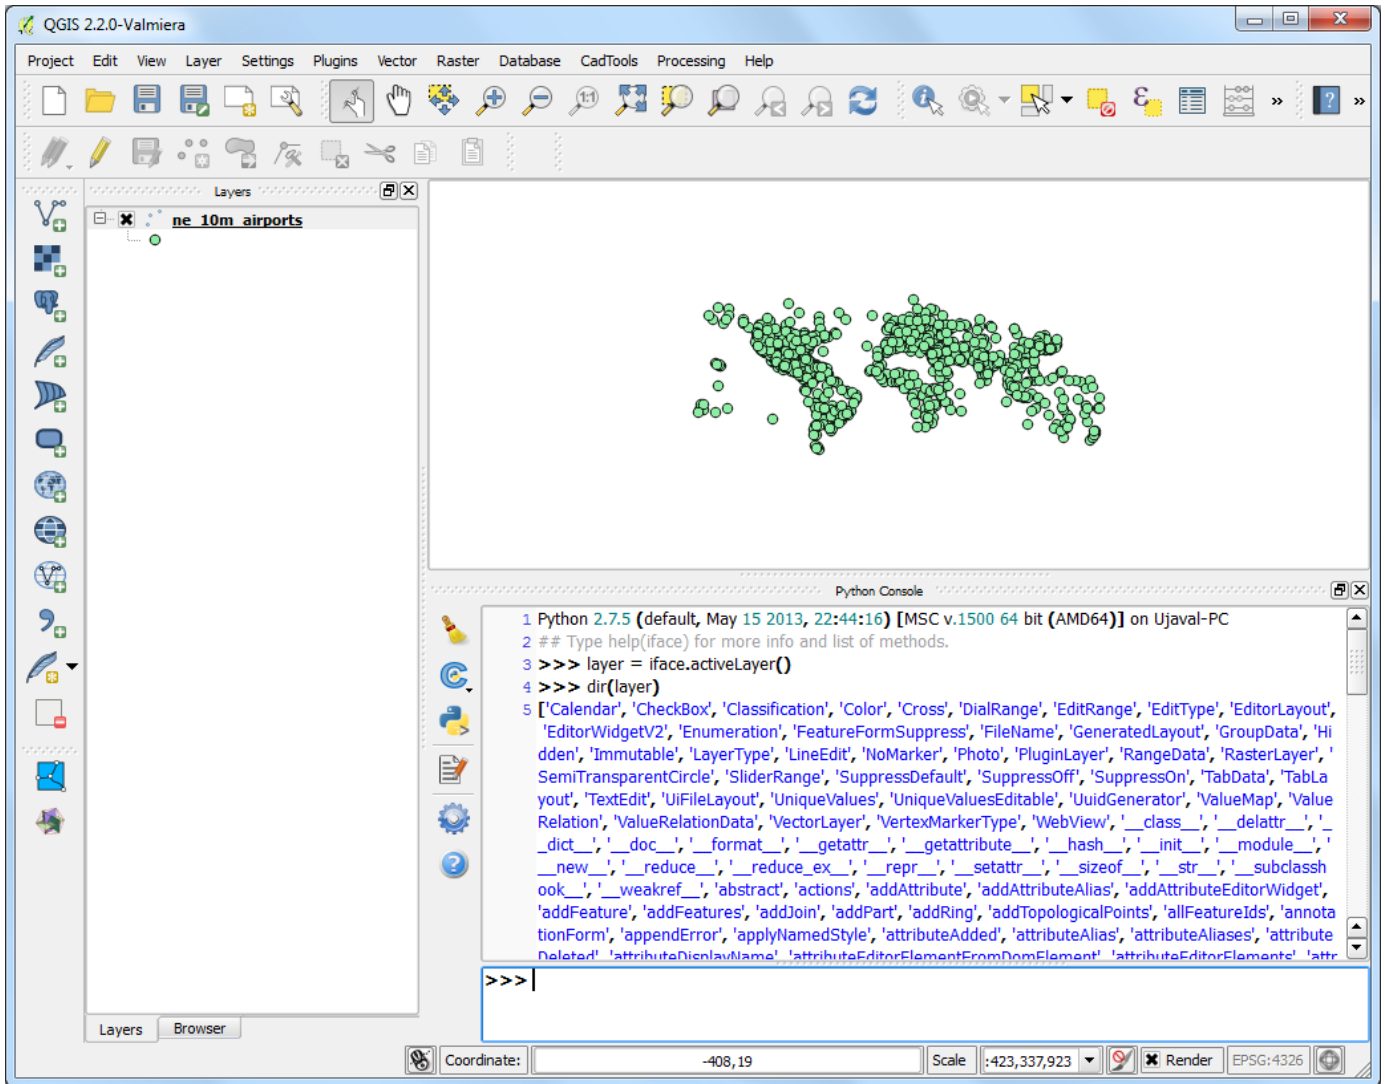 QGIS 2.2.0-Valmiera
Project Edit View Layer Settings Plugins Vector Raster Database CadTools Processing Help
1:1
ε
»
?
»
Layers
ne_10m_airports
Python Console
1 Python 2.7.5 (default, May 15 2013, 22:44:16) [MSC v.1500 64 bit (AMD64)] on Ujaval-PC
2 ## Type help(iface) for more info and list of methods.
3 >>> layer = iface.activeLayer()
4 >>> dir(layer)
5 ['Calendar', 'CheckBox', 'Classification', 'Color', 'Cross', 'DialRange', 'EditRange', 'EditType', 'EditorLayout',
'EditorWidgetV2', 'Enumeration', 'FeatureFormSuppress', 'FileName', 'GeneratedLayout', 'GroupData', 'Hi
dden', 'Immutable', 'LayerType', 'LineEdit', 'NoMarker', 'Photo', 'PluginLayer', 'RangeData', 'RasterLayer', '
SemiTransparentCircle', 'SliderRange', 'SuppressDefault', 'SuppressOff', 'SuppressOn', 'TabData', 'TabLa
yout', 'TextEdit', 'UiFileLayout', 'UniqueValues', 'UniqueValuesEditable', 'UuidGenerator', 'ValueMap', 'Value
Relation', 'ValueRelationData', 'VectorLayer', 'VertexMarkerType', 'WebView', '__class__', '__delattr__', '_
_dict__', '__doc__', '__format__', '__getattr__', '__getattribute__', '__hash__', '__init__', '__module__', '
__new__', '__reduce__', '__reduce_ex__', '__repr__', '__setattr__', '__sizeof__', '__str__', '__subclassh
ook__', '__weakref__', 'abstract', 'actions', 'addAttribute', 'addAttributeAlias', 'addAttributeEditorWidget',
'addFeature', 'addFeatures', 'addJoin', 'addPart', 'addRing', 'addTopologicalPoints', 'allFeatureIds', 'annota
tionForm', 'appendError', 'applyNamedStyle', 'attributeAdded', 'attributeAlias', 'attributeAliases', 'attribute
Deleted', 'attributeDisplayName', 'attributeEditorElementFromDomElement', 'attributeEditorElements', 'attr
>>>
Layers Browser
Coordinate: -408,19 Scale :423,337,923 Render EPSG:4326